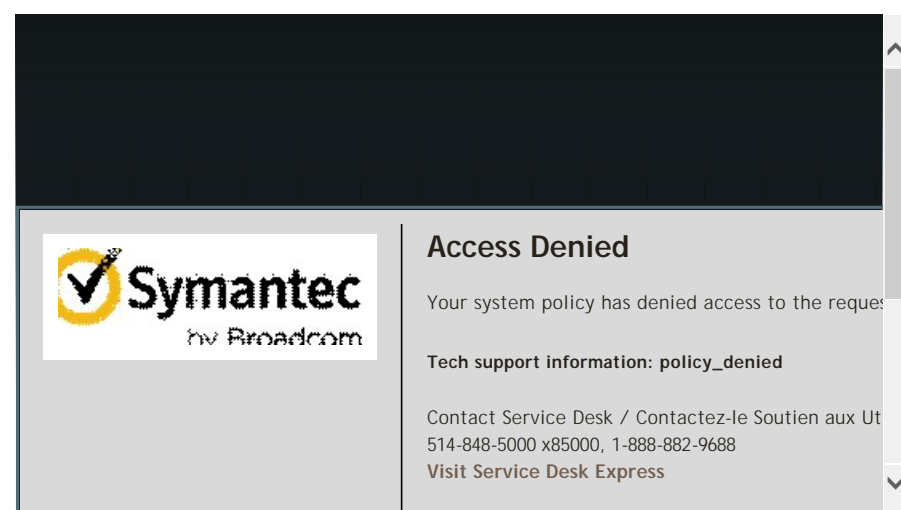 Symantec
by Broadcom
Access Denied
Your system policy has denied access to the reques
Tech support information: policy_denied
Contact Service Desk / Contactez-le Soutien aux Ut
514-848-5000 x85000, 1-888-882-9688
Visit Service Desk Express